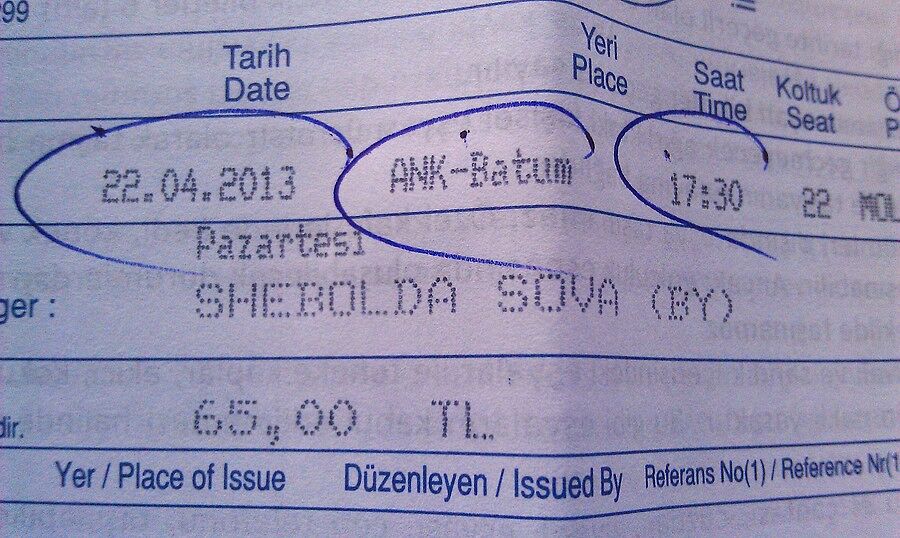 299
Tarih
Date
Yeri
Place
Saat
Time
Koltuk
Seat
22.04.2013 ANK-Batum 17:30 22 MOL
Pazartesi
ger : SHEBOLDA SOVA (BY)
dir. 65,00 TL.
Yer / Place of Issue Düzenleyen / Issued By Referans No(1) / Reference Nr(1